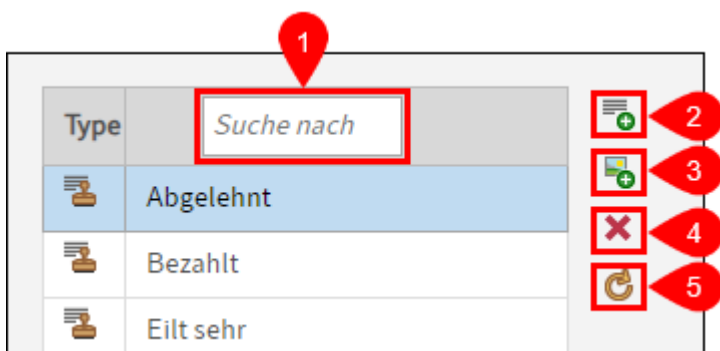 1
Type
Suche nach
2
3
Abgelehnt
4
Bezahlt
5
Eilt sehr